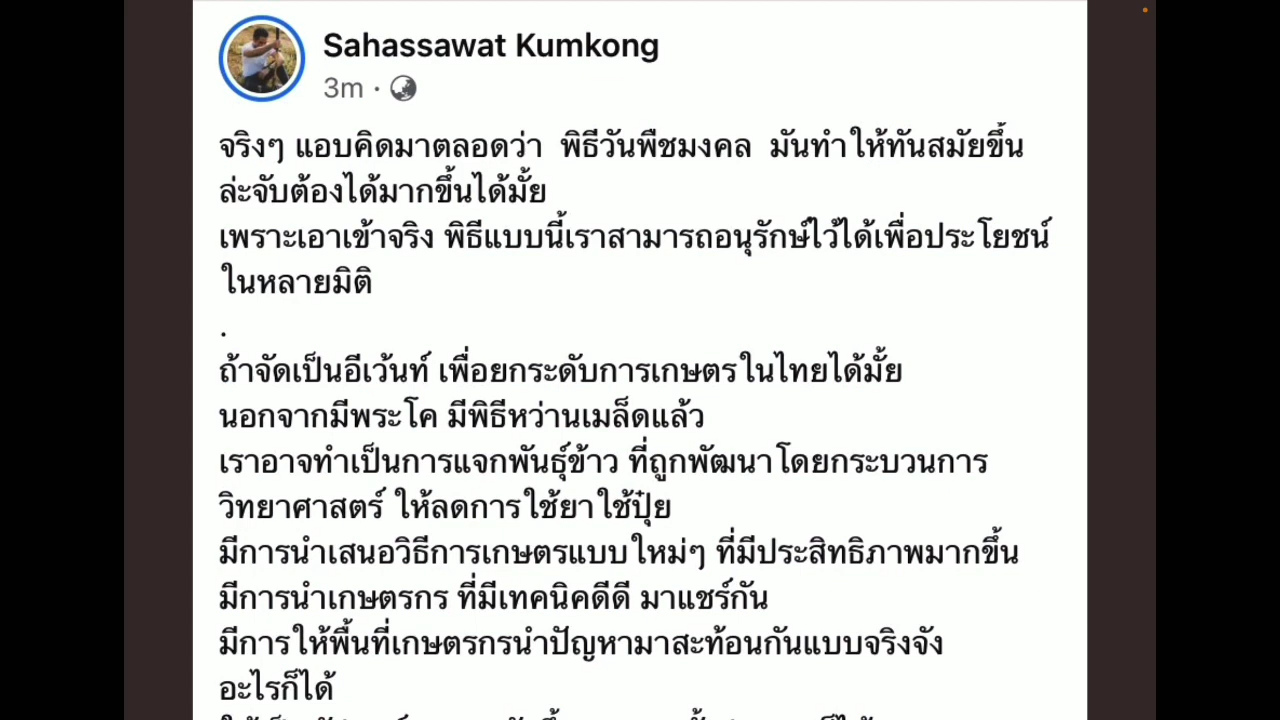 Sahassawat Kumkong
3m ·
จริงๆ แอบคิดมาตลอดว่า พิธีวันพืชมงคล มันทำให้ทันสมัยขึ้น
ล่ะจับต้องได้มากขึ้นได้มั้ย
เพราะเอาเข้าจริง พิธีแบบนี้เราสามารถอนุรักษ์ไว้ได้เพื่อประโยชน์
ในหลายมิติ
.
ถ้าจัดเป็นอีเว้นท์ เพื่อยกระดับการเกษตรในไทยได้มั้ย
นอกจากมีพระโค มีพิธีหว่านเมล็ดแล้ว
เราอาจทำเป็นการแจกพันธุ์ข้าว ที่ถูกพัฒนาโดยกระบวนการ
วิทยาศาสตร์ ให้ลดการใช้ยาใช้ปุ๋ย
มีการนำเสนอวิธีการเกษตรแบบใหม่ๆ ที่มีประสิทธิภาพมากขึ้น
มีการนำเกษตรกร ที่มีเทคนิคดีดี มาแชร์กัน
มีการให้พื้นที่เกษตรกรนำปัญหามาสะท้อนกันแบบจริงจัง
อะไรก็ได้